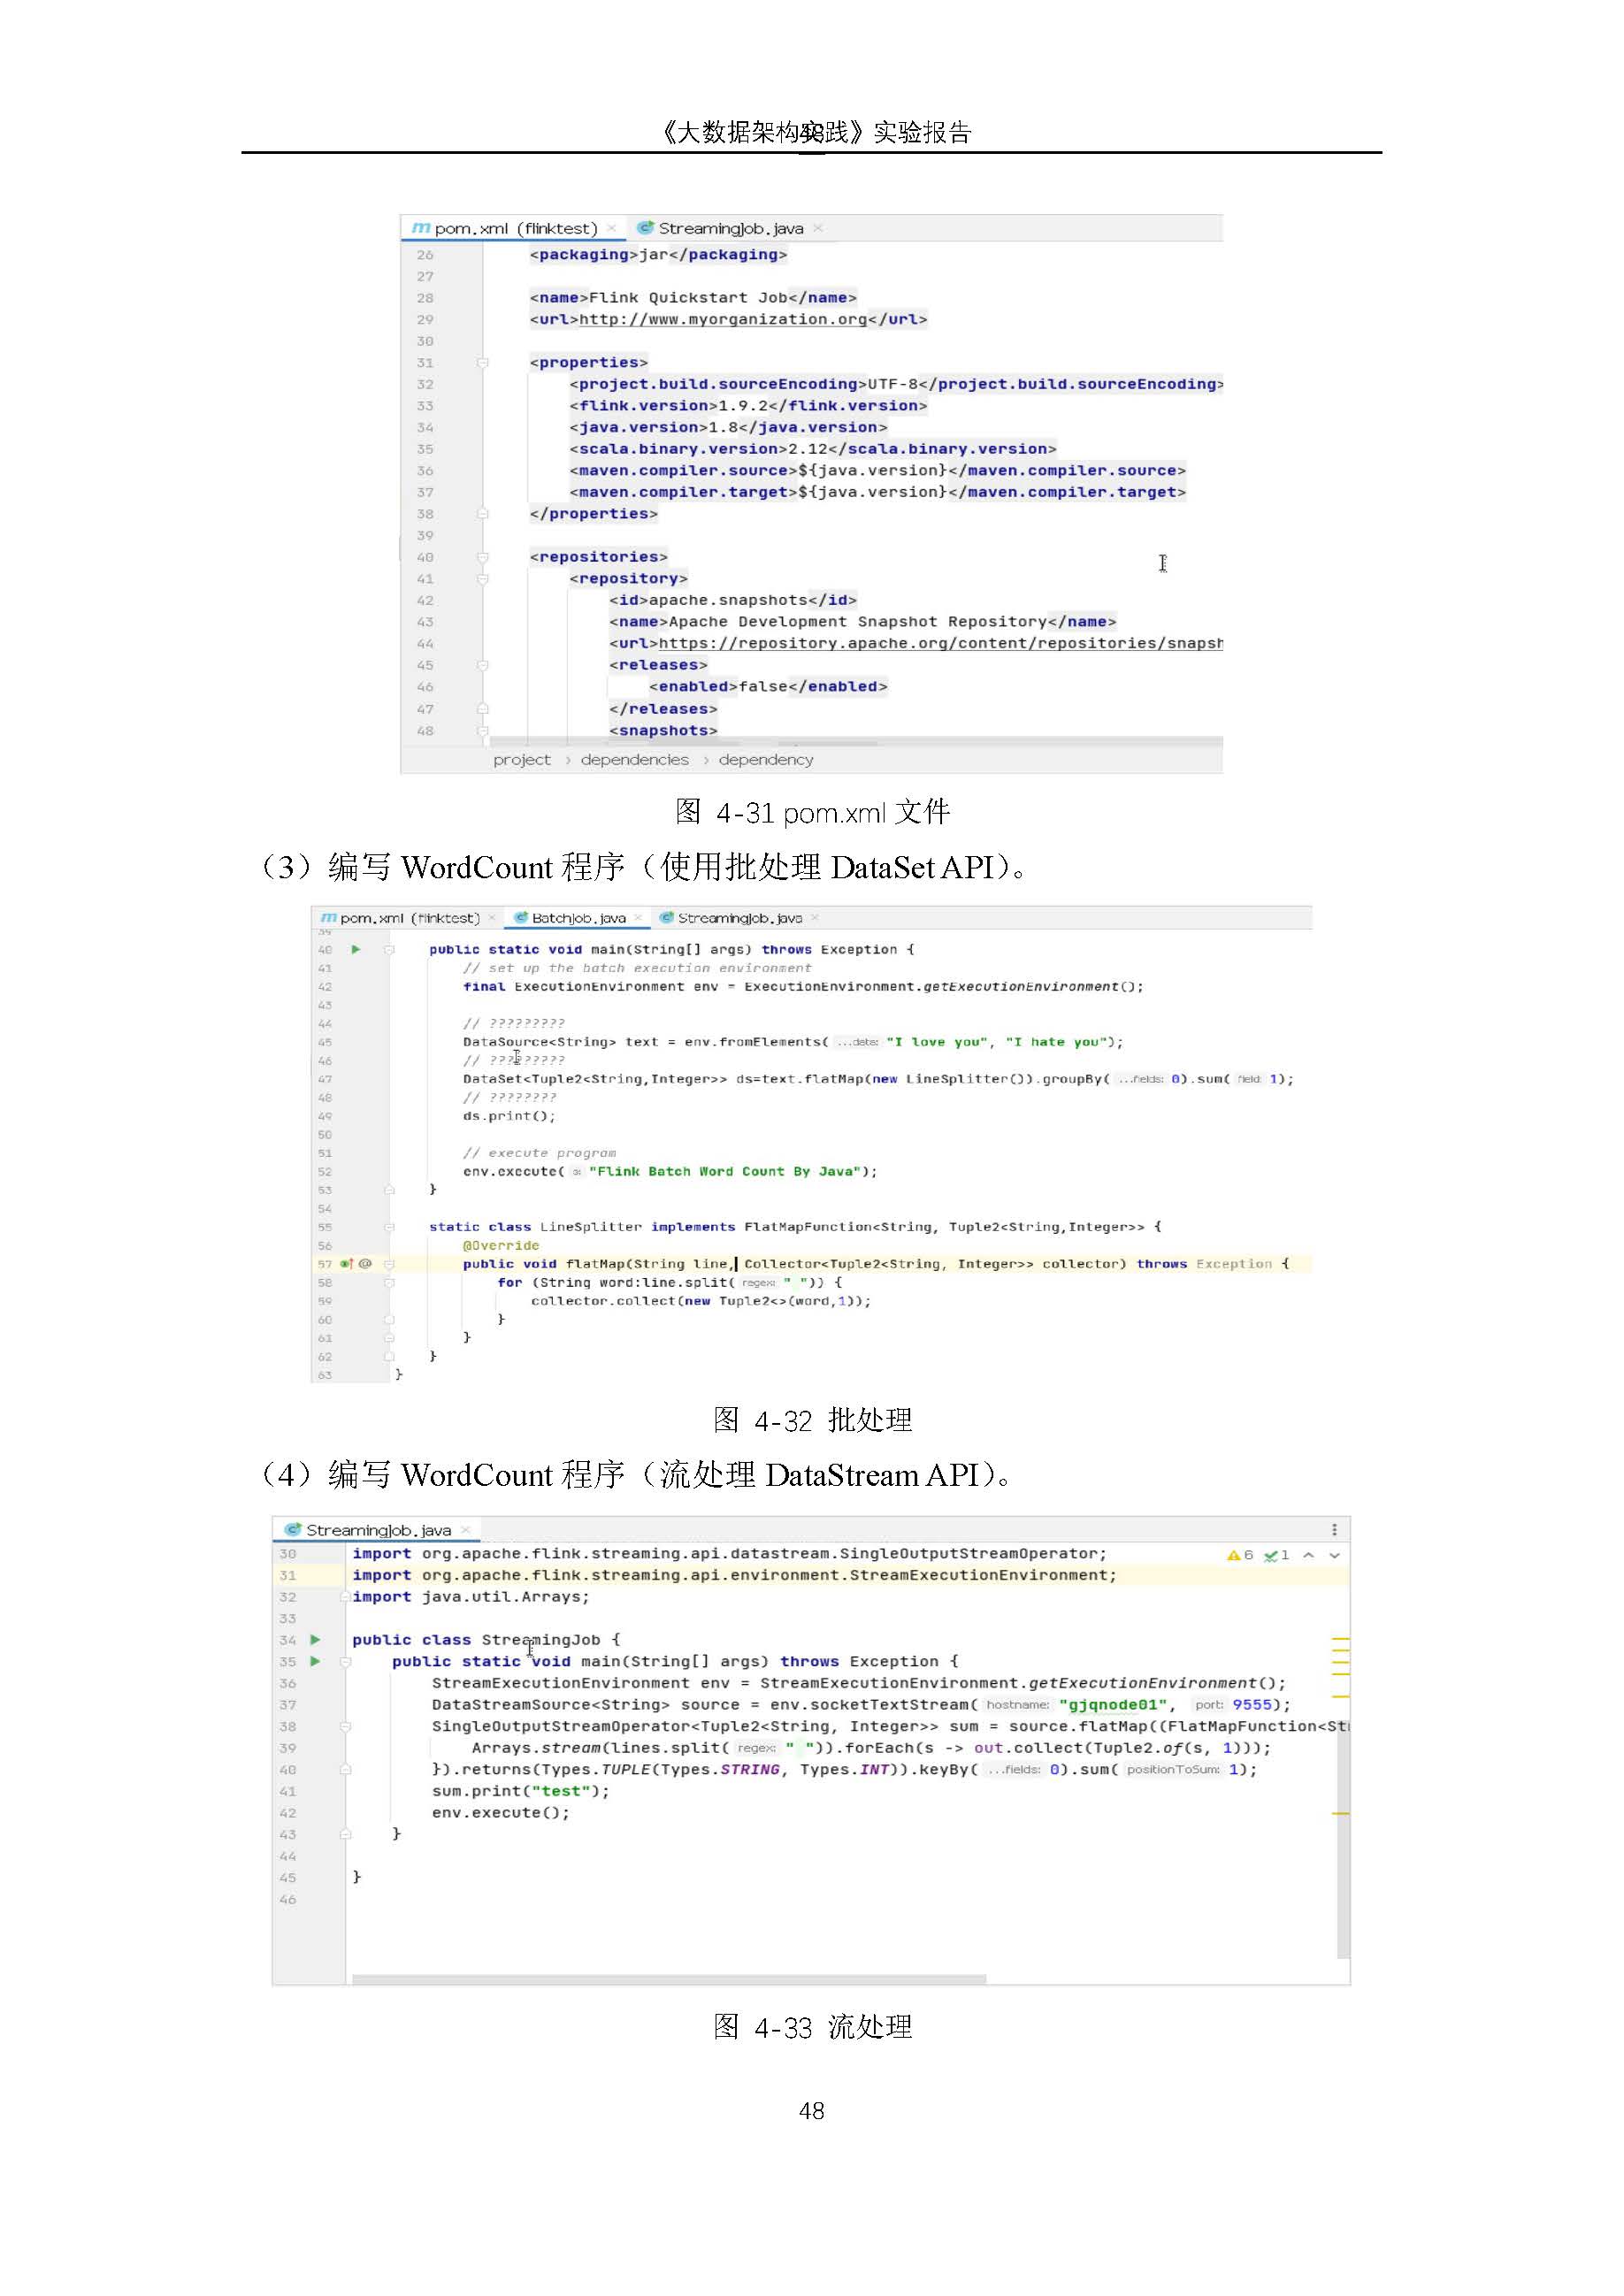 《大数据架构实践》实验报告
48
pom.xml (flinktest) × StreamingJob.java ×
26 <packaging>jar</packaging>
27
28 <name>Flink Quickstart Job</name>
29 <url>http://www.myorganization.org</url>
30
31 <properties>
32 <project.build.sourceEncoding>UTF-8</project.build.sourceEncoding>
33 <flink.version>1.9.2</flink.version>
34 <java.version>1.8</java.version>
35 <scala.binary.version>2.12</scala.binary.version>
36 <maven.compiler.source>${java.version}</maven.compiler.source>
37 <maven.compiler.target>${java.version}</maven.compiler.target>
38 </properties>
39
40 <repositories>
41 <repository>
42 <id>apache.snapshots</id>
43 <name>Apache Development Snapshot Repository</name>
44 <url>https://repository.apache.org/content/repositories/snapsh
45 <releases>
46 <enabled>false</enabled>
47 </releases>
48 <snapshots>
project › dependencies › dependency
图 4-31 pom.xml 文件
（3）编写 WordCount 程序（使用批处理 DataSet API）。
pom.xml (flinktest) × BatchJob.java × StreamingJob.java ×
39
40 public static void main(String[] args) throws Exception {
41 // set up the batch execution environment
42 final ExecutionEnvironment env = ExecutionEnvironment.getExecutionEnvironment();
43
44 // ?????????
45 DataSource<String> text = env.fromElements( ...data: "I love you", "I hate you");
46 // ?????????
47 DataSet<Tuple2<String,Integer>> ds=text.flatMap(new LineSplitter()).groupBy( ...fields: 0).sum( field: 1);
48 // ????????
49 ds.print();
50
51 // execute program
52 env.execute( s: "Flink Batch Word Count By Java");
53 }
54
55 static class LineSplitter implements FlatMapFunction<String, Tuple2<String,Integer>> {
56 @Override
57 @ public void flatMap(String line, Collector<Tuple2<String, Integer>> collector) throws Exception {
58 for (String word:line.split( regex: " ")) {
59 collector.collect(new Tuple2<>(word,1));
60 }
61 }
62 }
63 }
图 4-32 批处理
（4）编写 WordCount 程序（流处理 DataStream API）。
StreamingJob.java ×
30 import org.apache.flink.streaming.api.datastream.SingleOutputStreamOperator; 6 1
31 import org.apache.flink.streaming.api.environment.StreamExecutionEnvironment;
32 import java.util.Arrays;
33
34 public class StreamingJob {
35 public static void main(String[] args) throws Exception {
36 StreamExecutionEnvironment env = StreamExecutionEnvironment.getExecutionEnvironment();
37 DataStreamSource<String> source = env.socketTextStream( hostname: "gjqnode01", port: 9555);
38 SingleOutputStreamOperator<Tuple2<String, Integer>> sum = source.flatMap((FlatMapFunction<St
39 Arrays.stream(lines.split( regex: " ")).forEach(s -> out.collect(Tuple2.of(s, 1)));
40 }).returns(Types.TUPLE(Types.STRING, Types.INT)).keyBy( ...fields: 0).sum( positionToSum: 1);
41 sum.print("test");
42 env.execute();
43 }
44
45 }
46
图 4-33 流处理
48